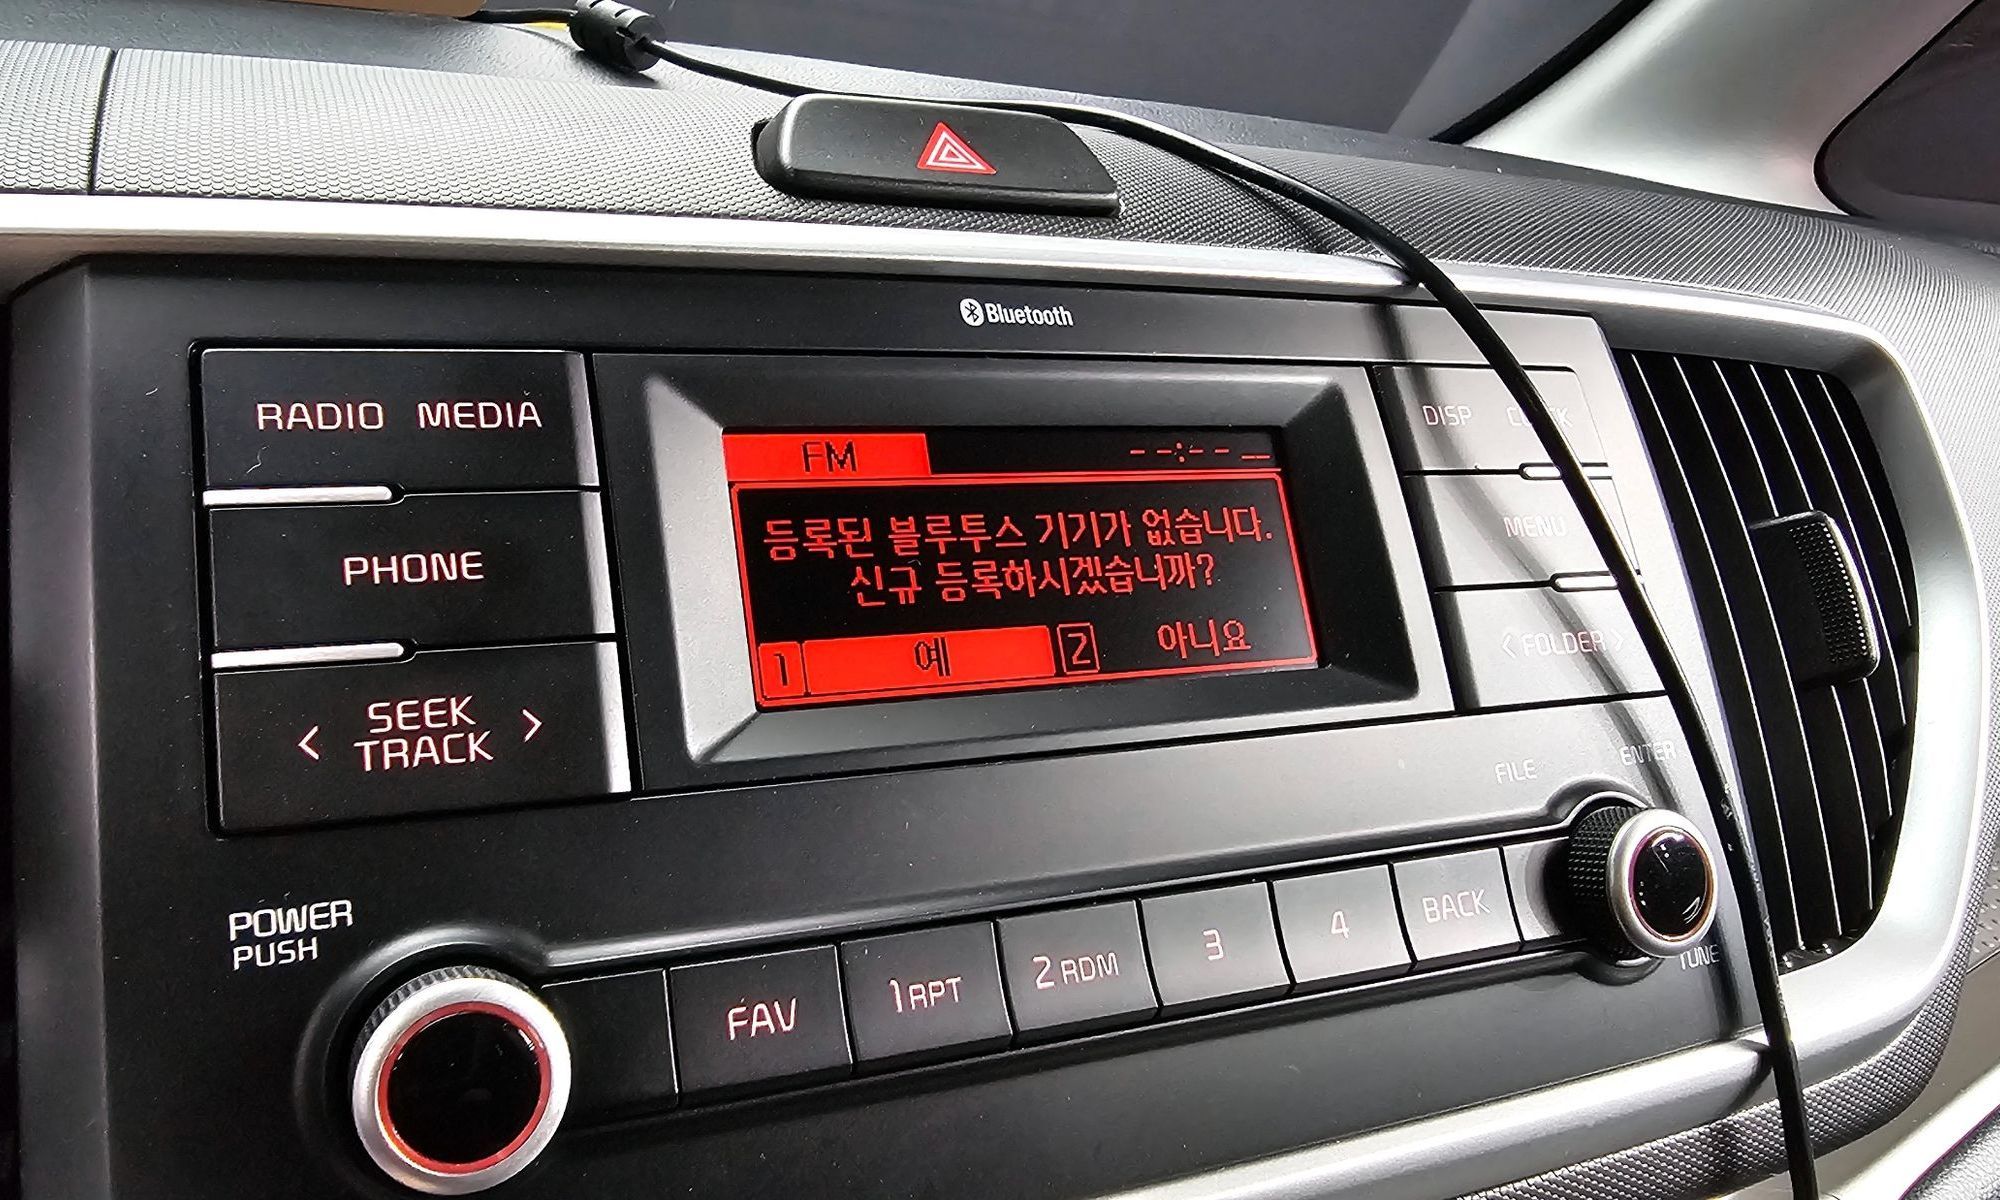 Bluetooth
RADIO MEDIA
PHONE
< SEEK TRACK >
FM --:-- __
등록된 블루투스 기기가 없습니다.
신규 등록하시겠습니까?
1 예 2 아니요
DISP
MENU
< FOLDER >
FILE
ENTER
TUNE
POWER
PUSH
FAV
1 RPT
2 RDM
3
4
BACK